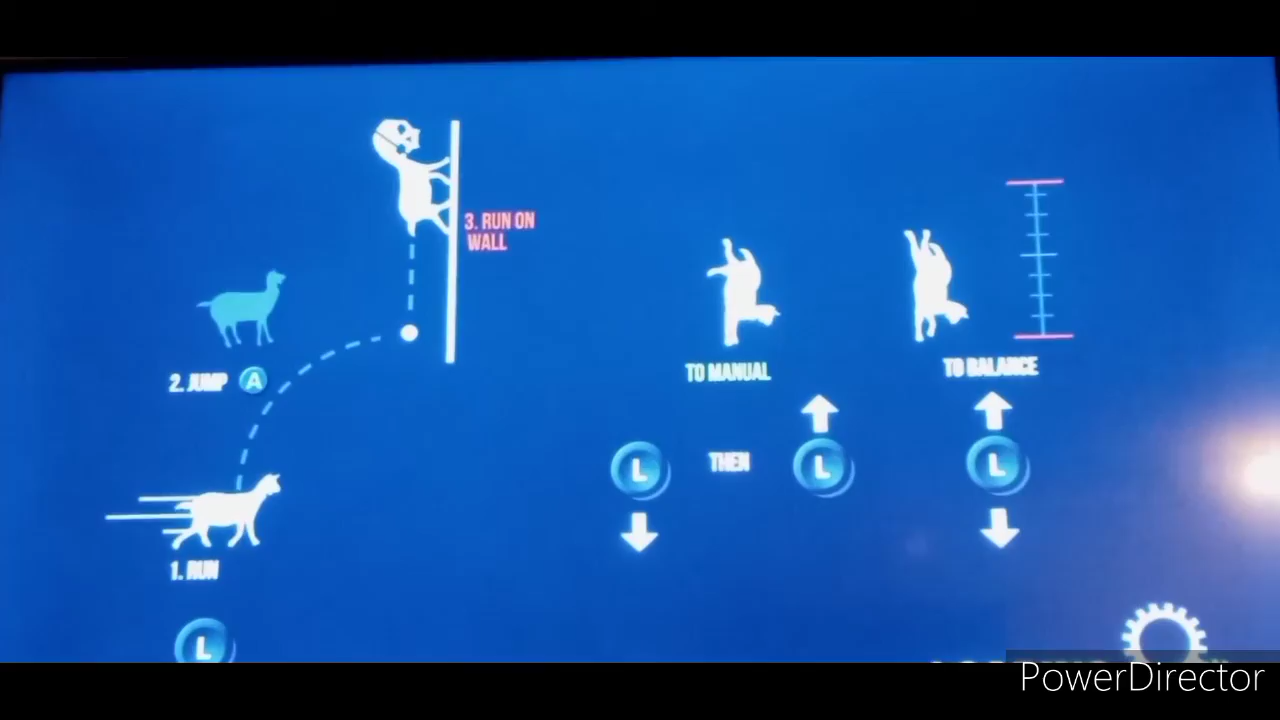 3. RUN ON
WALL
2. JUMP A
TO MANUAL
TO BALANCE
L THEN L
L
1. RUN
L
PowerDirector